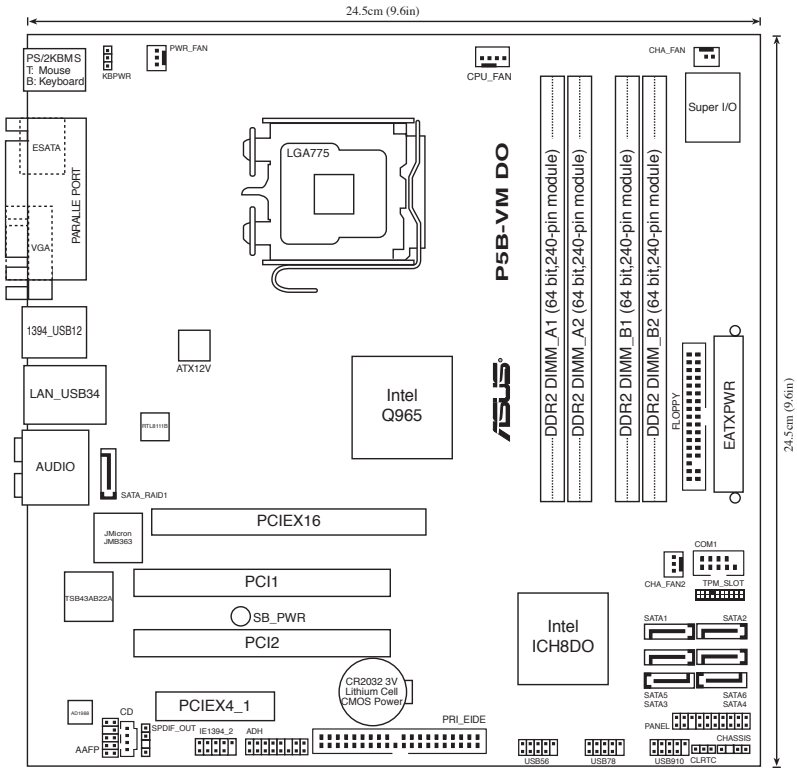 24.5cm (9.6in)
PS/2KBMS
T: Mouse
B: Keyboard
KBPWR
PWR_FAN
CPU_FAN
CHA_FAN
Super I/O
ESATA
PARALLE PORT
VGA
LGA775
P5B-VM DO
DDR2 DIMM_A1 (64 bit,240-pin module)
DDR2 DIMM_A2 (64 bit,240-pin module)
DDR2 DIMM_B1 (64 bit,240-pin module)
DDR2 DIMM_B2 (64 bit,240-pin module)
24.5cm (9.6in)
1394_USB12
ATX12V
LAN_USB34
Intel
Q965
ASUS
FLOPPY
EATXPWR
RTL8111B
AUDIO
SATA_RAID1
PCIEX16
JMicron
JMB363
COM1
CHA_FAN2
TPM_SLOT
TSB43AB22A
PCI1
SB_PWR
PCI2
Intel
ICH8DO
SATA1
SATA2
CR2032 3V
Lithium Cell
CMOS Power
SATA5
SATA6
SATA3
SATA4
PCIEX4_1
AD1988
CD
SPDIF_OUT
IE1394_2
ADH
PRI_EIDE
PANEL
CHASSIS
AAFP
USB56
USB78
USB910
CLRTC